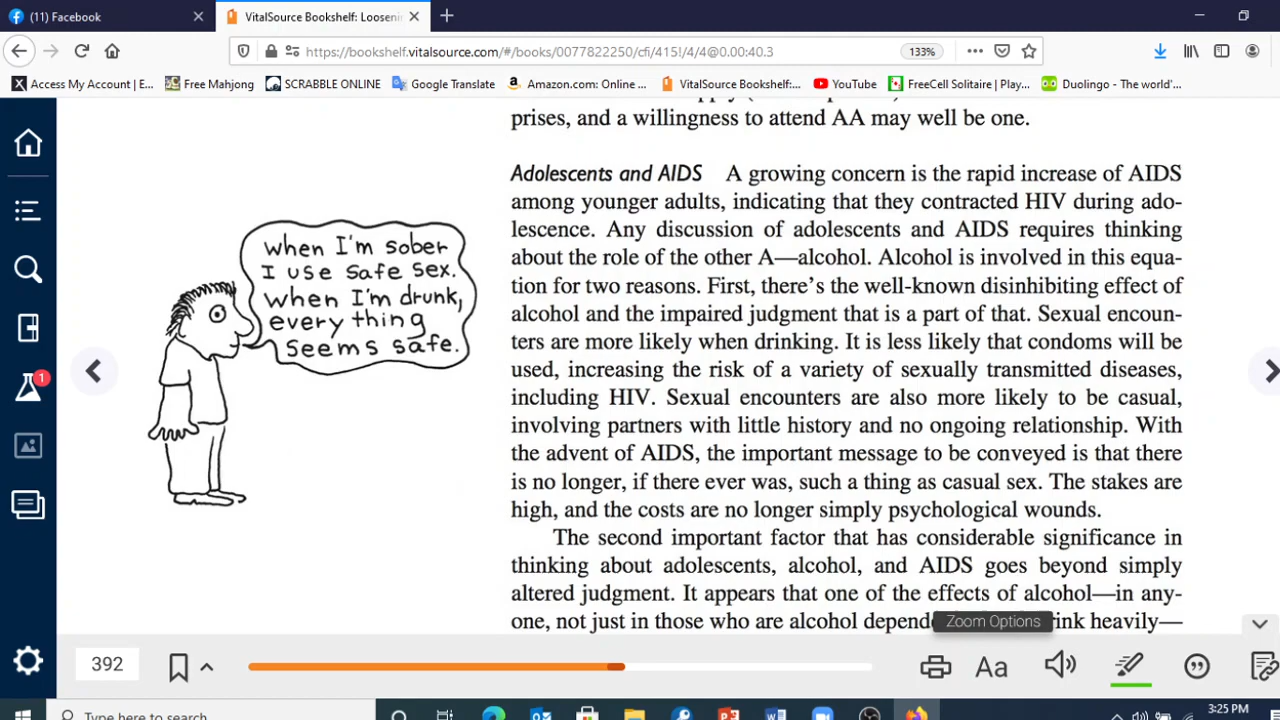 (11) Facebook
VitalSource Bookshelf: Loosenin
https://bookshelf.vitalsource.com/#/books/0077822250/cfi/415!/4/4@0.00:40.3
133%
Access My Account | E...
Free Mahjong
SCRABBLE ONLINE
Google Translate
Amazon.com: Online ...
VitalSource Bookshelf:...
YouTube
FreeCell Solitaire | Play...
Duolingo - The world'...
prises, and a willingness to attend AA may well be one.
Adolescents and AIDS A growing concern is the rapid increase of AIDS
among younger adults, indicating that they contracted HIV during ado-
lescence. Any discussion of adolescents and AIDS requires thinking
about the role of the other A—alcohol. Alcohol is involved in this equa-
tion for two reasons. First, there's the well-known disinhibiting effect of
alcohol and the impaired judgment that is a part of that. Sexual encoun-
ters are more likely when drinking. It is less likely that condoms will be
used, increasing the risk of a variety of sexually transmitted diseases,
including HIV. Sexual encounters are also more likely to be casual,
involving partners with little history and no ongoing relationship. With
the advent of AIDS, the important message to be conveyed is that there
is no longer, if there ever was, such a thing as casual sex. The stakes are
high, and the costs are no longer simply psychological wounds.
The second important factor that has considerable significance in
thinking about adolescents, alcohol, and AIDS goes beyond simply
altered judgment. It appears that one of the effects of alcohol—in any-
one, not just in those who are alcohol depend rink heavily—
when I'm sober
I use safe sex.
when I'm drunk,
every thing
seems safe.
1
Zoom Options
392
Aa
Type here to search
3:25 PM